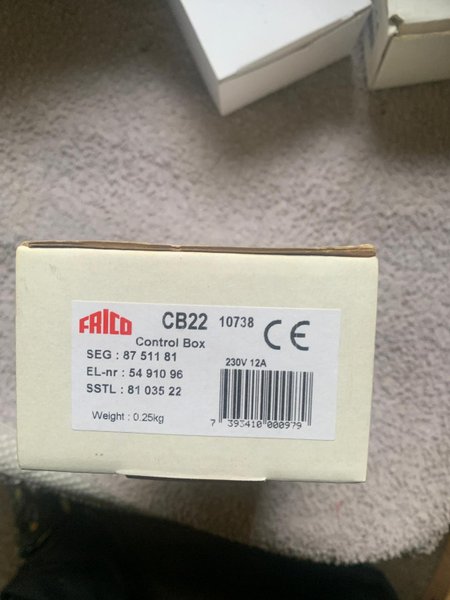 FRICO CB22 10738 CE
Control Box
SEG : 87 511 81
230V 12A
EL-nr : 54 910 96
SSTL : 81 035 22
Weight : 0.25kg
7 393410 000979